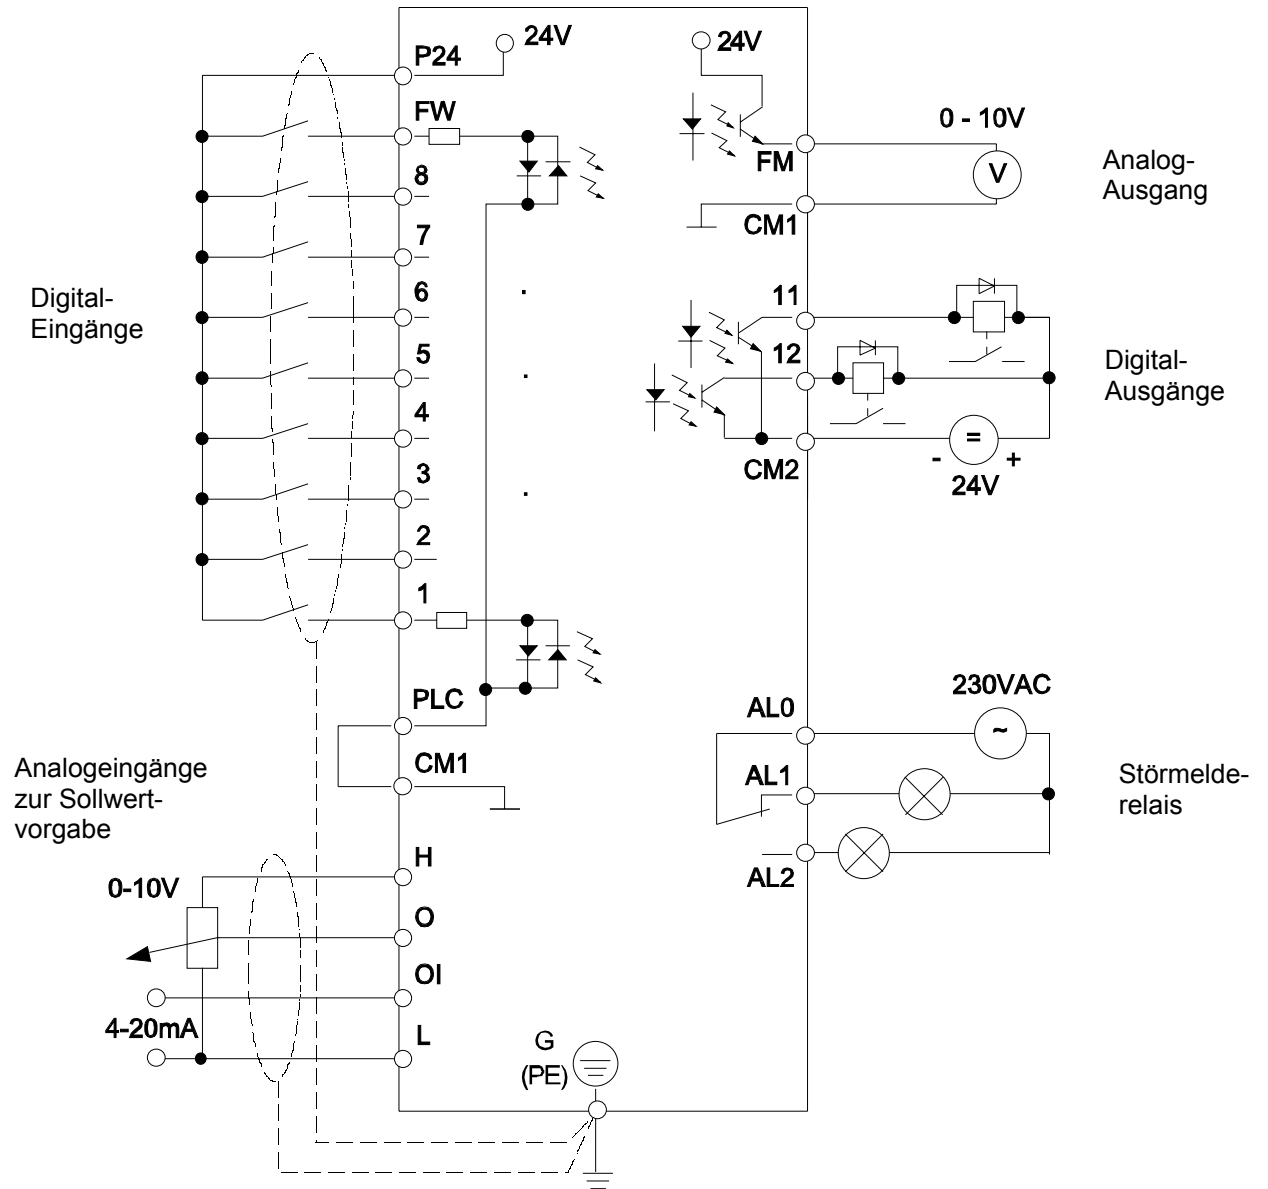 24V
P24
FW
8
7
6
5
4
3
2
1
PLC
CM1
Digital-
Eingänge
Analogeingänge
zur Sollwert-
vorgabe
0-10V
4-20mA
H
O
OI
L
G
(PE)
24V
FM
CM1
0 - 10V
V
Analog-
Ausgang
11
12
CM2
=
- +
24V
Digital-
Ausgänge
AL0
AL1
AL2
230VAC
~
Störmelde-
relais